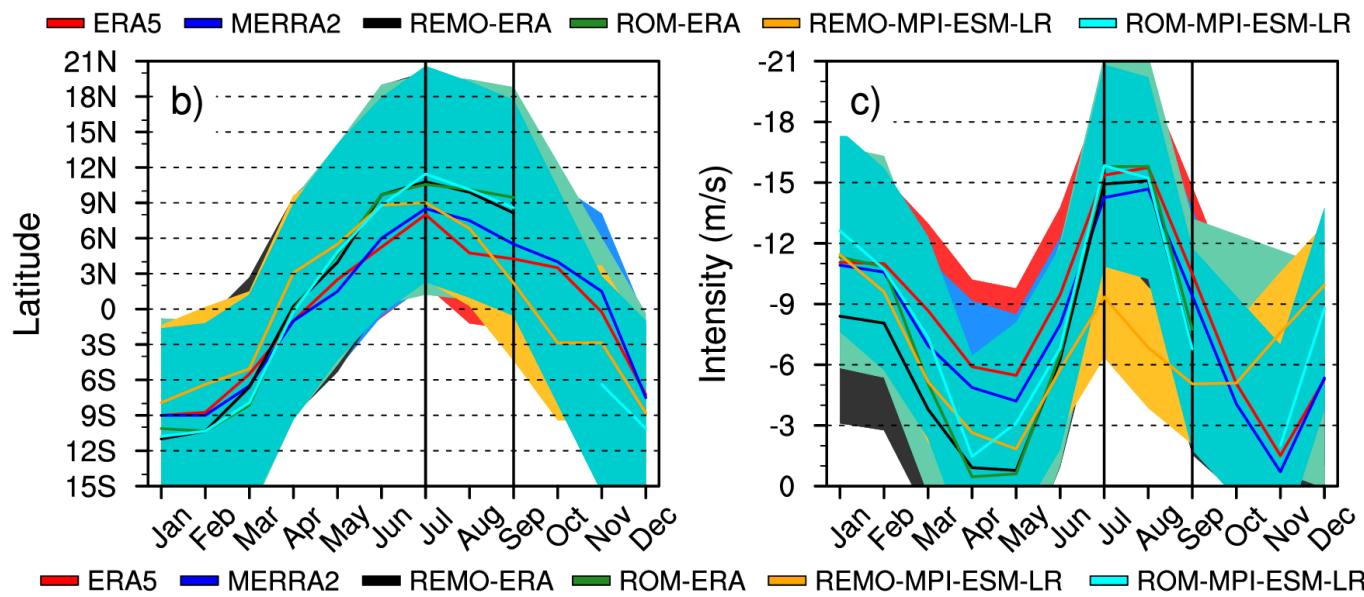 ERA5 MERRA2 REMO-ERA ROM-ERA REMO-MPI-ESM-LR ROM-MPI-ESM-LR
b)
Latitude
21N
18N
15N
12N
9N
6N
3N
0
3S
6S
9S
12S
15S
Jan Feb Mar Apr May Jun Jul Aug Sep Oct Nov Dec
c)
Intensity (m/s)
-21
-18
-15
-12
-9
-6
-3
0
Jan Feb Mar Apr May Jun Jul Aug Sep Oct Nov Dec
ERA5 MERRA2 REMO-ERA ROM-ERA REMO-MPI-ESM-LR ROM-MPI-ESM-LR